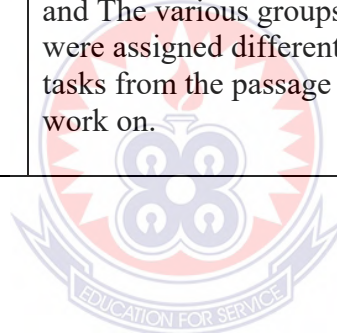 and The various groups
were assigned different
tasks from the passage
work on.
EDUCATION FOR SERVICE